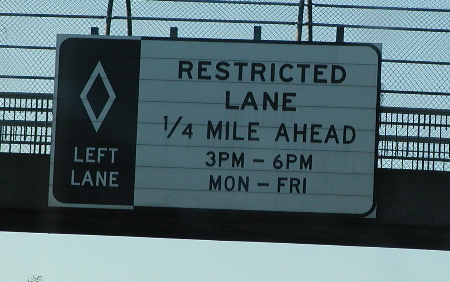 LEFT
LANE
RESTRICTED
LANE
1/4 MILE AHEAD
3PM - 6PM
MON - FRI